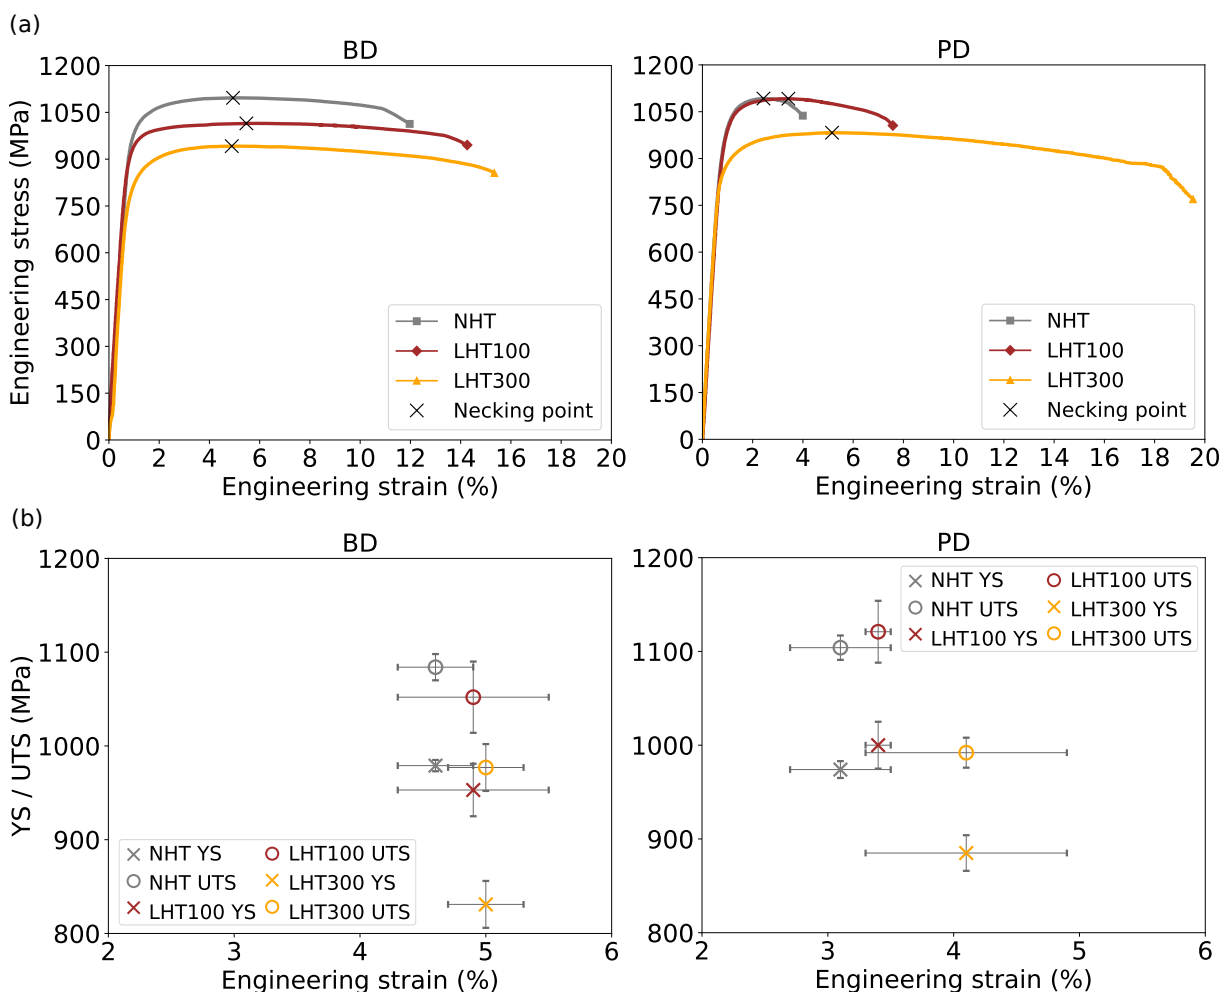 (a)
BD
PD
1200
1050
900
750
600
450
300
150
0
Engineering stress (MPa)
NHT
LHT100
LHT300
Necking point
0 2 4 6 8 10 12 14 16 18 20
Engineering strain (%)
1200
1050
900
750
600
450
300
150
0
NHT
LHT100
LHT300
Necking point
0 2 4 6 8 10 12 14 16 18 20
Engineering strain (%)
(b)
BD
PD
1200
1100
1000
900
800
YS / UTS (MPa)
NHT YS LHT100 UTS
NHT UTS LHT300 YS
LHT100 YS LHT300 UTS
2 3 4 5 6
Engineering strain (%)
1200
1100
1000
900
800
NHT YS LHT100 UTS
NHT UTS LHT300 YS
LHT100 YS LHT300 UTS
2 3 4 5 6
Engineering strain (%)